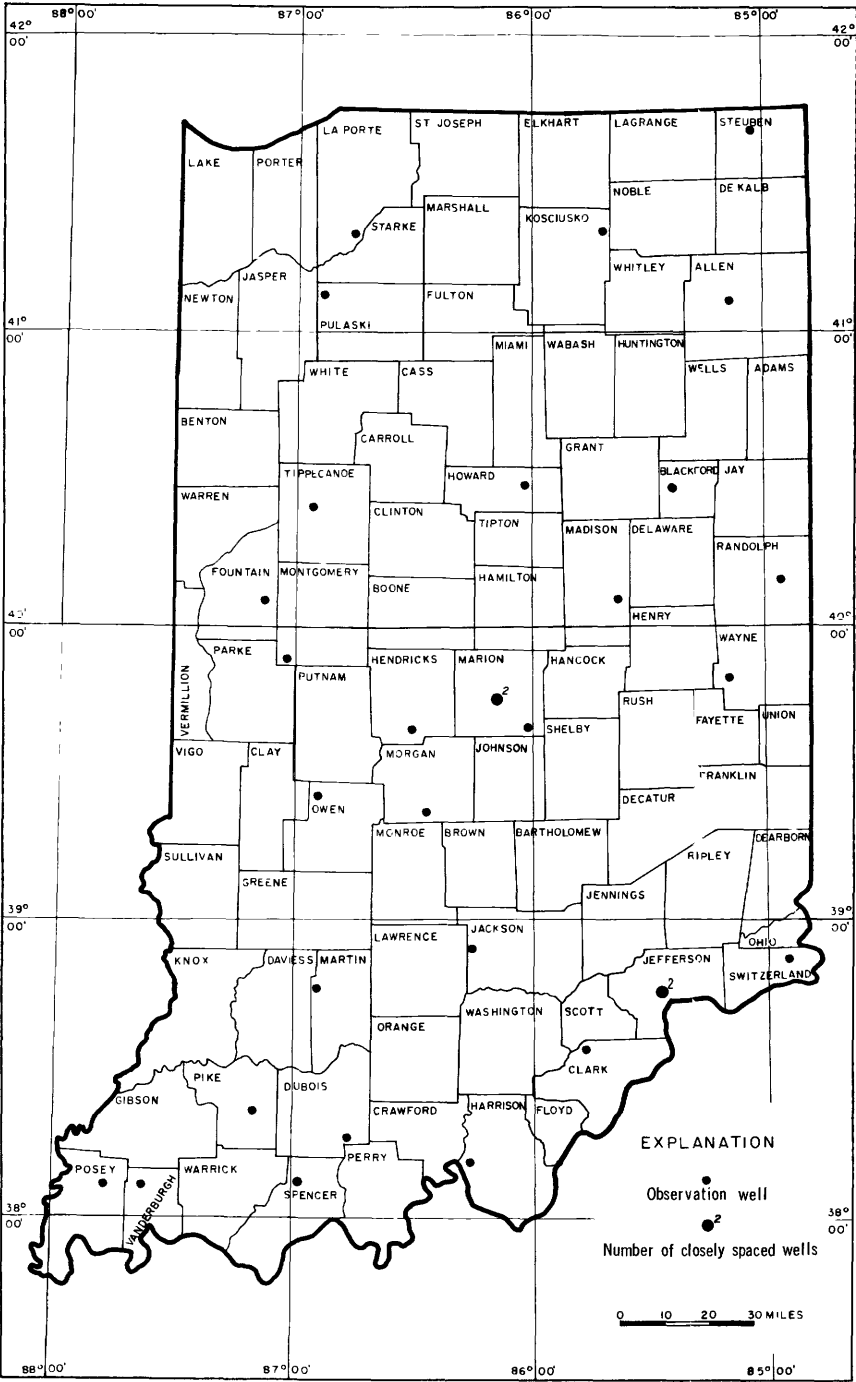 88°00' 87°00' 86°00' 85°00'
42° 42°
00' 00'
LA PORTE ST JOSEPH ELKHART LAGRANGE STEUBEN
LAKE PORTER
NOBLE DE KALB
MARSHALL KOSCIUSKO
STARKE
WHITLEY ALLEN
JASPER
NEWTON FULTON
41° 41°
00' PULASKI 00'
MIAMI WABASH HUNTINGTON
WHITE CASS WELLS ADAMS
BENTON
CARROLL GRANT
TIPPECANOE HOWARD BLACKFORD JAY
WARREN
CLINTON
TIPTON MADISON DELAWARE
RANDOLPH
FOUNTAIN MONTGOMERY HAMILTON
BOONE
00' HENRY 00'
WAYNE
PARKE HENDRICKS MARION HANCOCK
PUTNAM
VERMILLION 2 RUSH
FAYETTE UNION
SHELBY
VIGO CLAY MORGAN JOHNSON
FRANKLIN
OWEN DECATUR
MONROE BROWN BARTHOLOMEW DEARBORN
SULLIVAN RIPLEY
GREENE
JENNINGS
39° 39°
00' 00'
LAWRENCE JACKSON OHIO
KNOX DAVIESS MARTIN JEFFERSON
SWITZERLAND
2
WASHINGTON SCOTT
ORANGE
CLARK
PIKE DUBOIS
GIBSON CRAWFORD HARRISON FLOYD
EXPLANATION
PERRY
POSEY WARRICK
SPENCER Observation well
VANDERBURGH
38° 38°
00' 2 00'
Number of closely spaced wells
0 10 20 30 MILES
88°00' 87°00' 86°00' 85°00'